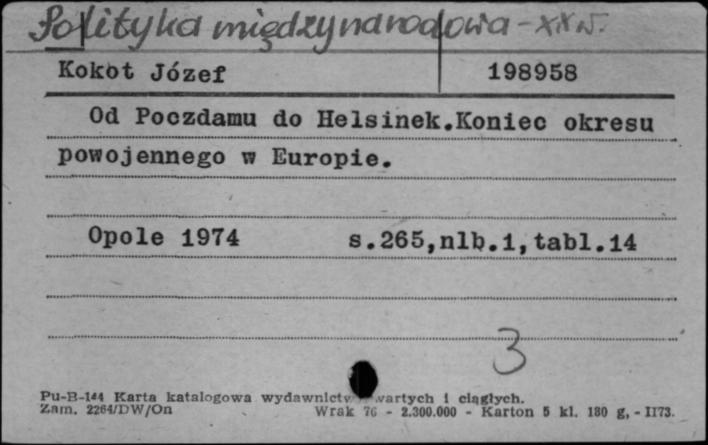 Polityka międzynarodowa - XX w.
Kokot Józef 198958
Od Poczdamu do Helsinek.Koniec okresu
powojennego w Europie.
Opole 1974 s.265,nlb.1,tabl.14
3
Pu-B-144 Karta katalogowa wydawnictw wartych i ciągłych.
Zam. 2264/DW/On Wrak 76 - 2.300.000 - Karton 5 kl. 180 g, - II73.